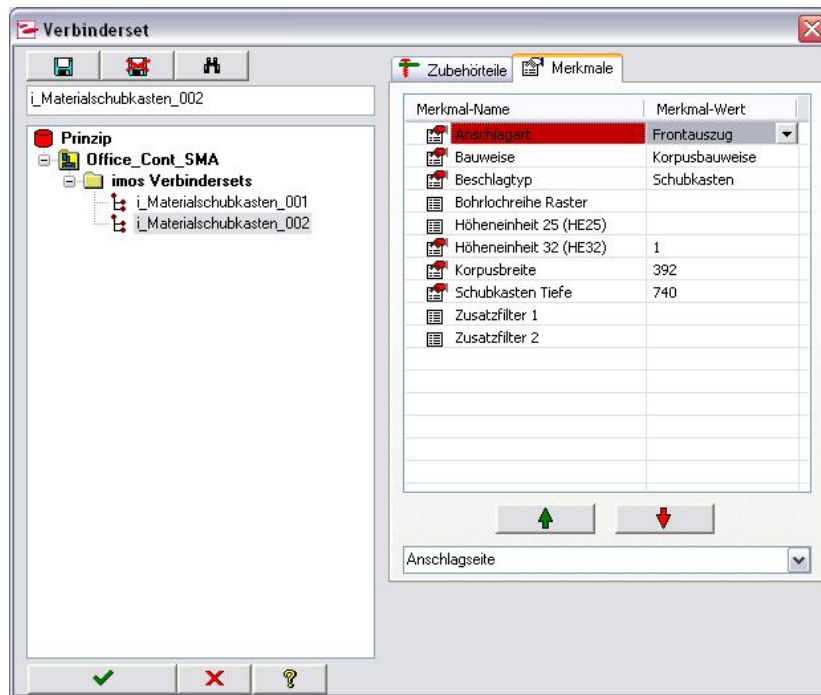 Verbinderset
i_Materialschubkasten_002
Prinzip
Office_Cont_SMA
imos Verbindersets
i_Materialschubkasten_001
i_Materialschubkasten_002
Zubehörteile Merkmale
Merkmal-Name Merkmal-Wert
Anschlagart Frontauszug
Bauweise Korpusbauweise
Beschlagtyp Schubkasten
Bohrlochreihe Raster
Höheneinheit 25 (HE25)
Höheneinheit 32 (HE32) 1
Korpusbreite 392
Schubkasten Tiefe 740
Zusatzfilter 1
Zusatzfilter 2
Anschlagseite